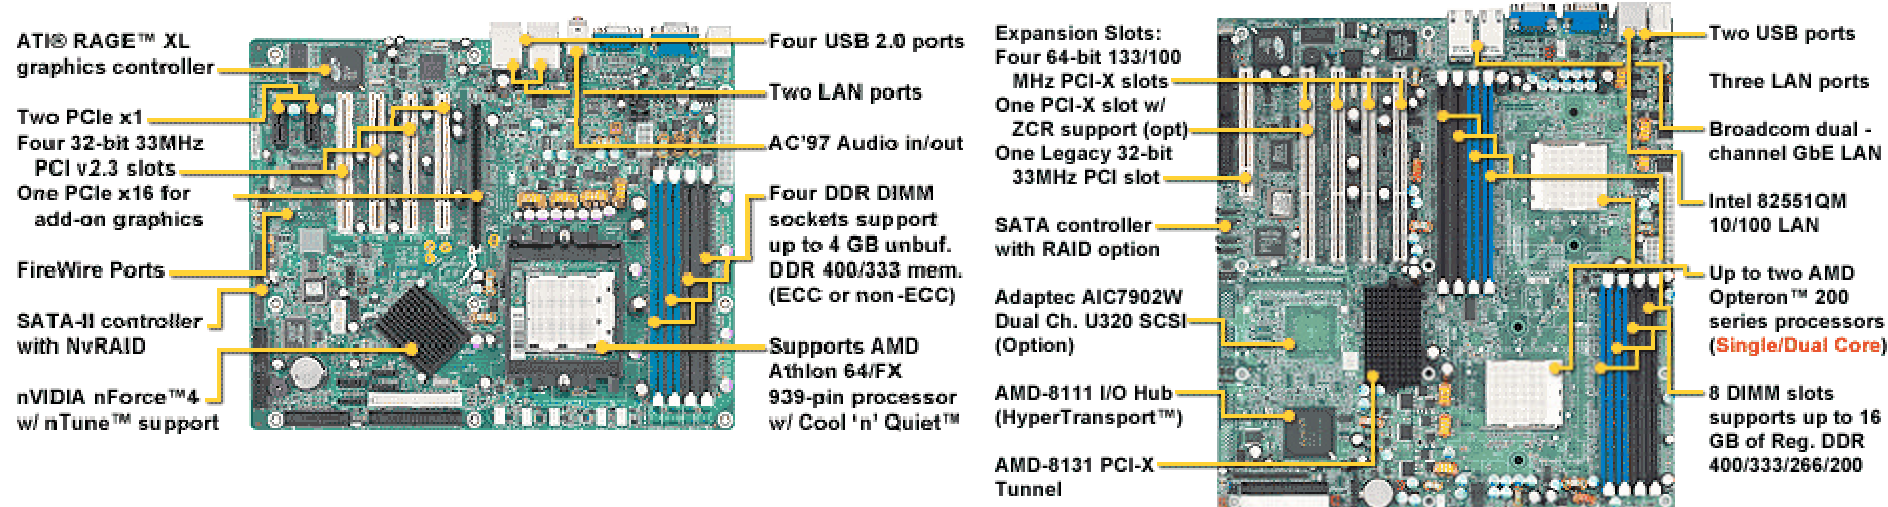 ATI® RAGE™ XL
graphics controller
Two PCIe x1
Four 32-bit 33MHz
PCI v2.3 slots
One PCIe x16 for
add-on graphics
FireWire Ports
SATA-II controller
with NvRAID
nVIDIA nForce™4
w/ nTune™ support
Four USB 2.0 ports
Two LAN ports
AC'97 Audio in/out
Four DDR DIMM
sockets support
up to 4 GB unbuf.
DDR 400/333 mem.
(ECC or non-ECC)
Supports AMD
Athlon 64/FX
939-pin processor
w/ Cool 'n' Quiet™
Expansion Slots:
Four 64-bit 133/100
MHz PCI-X slots
One PCI-X slot w/
ZCR support (opt)
One Legacy 32-bit
33MHz PCI slot
SATA controller
with RAID option
Adaptec AIC7902W
Dual Ch. U320 SCSI
(Option)
AMD-8111 I/O Hub
(HyperTransport™)
AMD-8131 PCI-X
Tunnel
Two USB ports
Three LAN ports
Broadcom dual -
channel GbE LAN
Intel 82551QM
10/100 LAN
Up to two AMD
Opteron™ 200
series processors
(Single/Dual Core)
8 DIMM slots
supports up to 16
GB of Reg. DDR
400/333/266/200